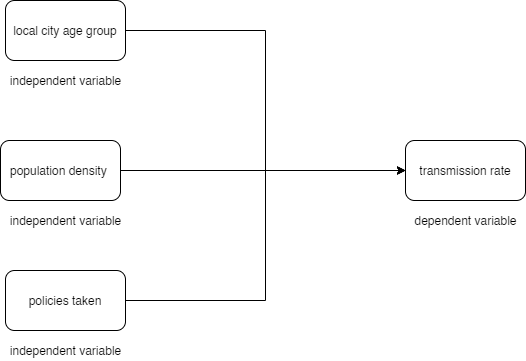 local city age group
independent variable
population density
independent variable
transmission rate
dependent variable
policies taken
independent variable